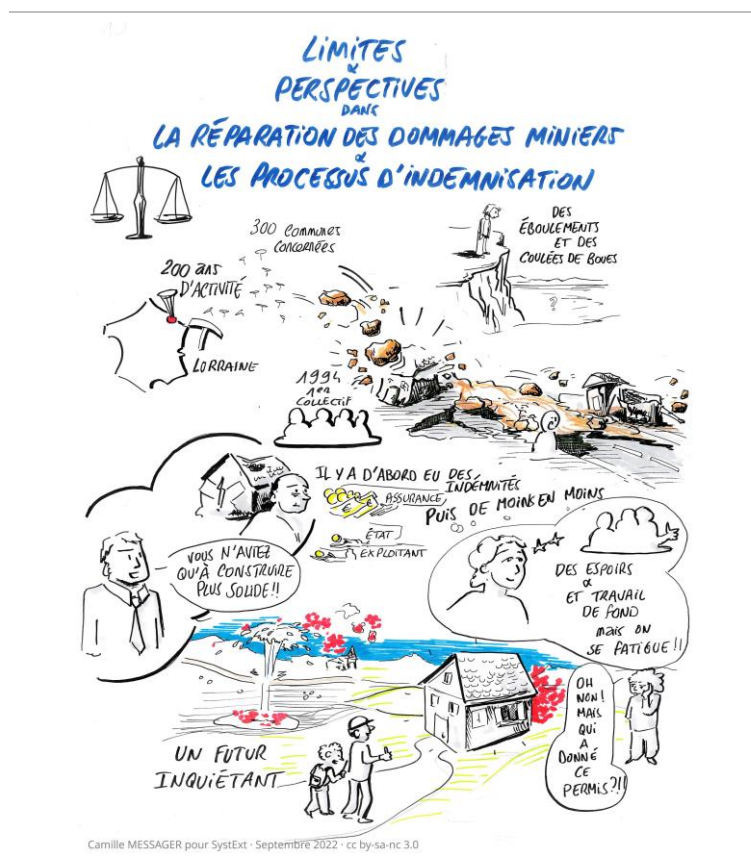 LIMITES
&
PERSPECTIVES
DANS
LA RÉPARATION DES DOMMAGES MINIERS
&
LES PROCESSUS D'INDEMNISATION
300 Communes
CONCERNÉES
DES
ÉBOULEMENTS
ET DES
COULÉES DE BOUES
200 ans
D'ACTIVITÉ
LORRAINE
?
1994
1er
COLLECTIF
IL Y A D'ABORD EU DES
INDEMNITÉS
ASSURANCE
PUIS DE MOINS EN MOINS
ÉTAT
EXPLOITANT
VOUS N'AVIEZ
QU'À CONSTRUIRE
PLUS SOLIDE!!
DES ESPOIRS
&
ET TRAVAIL
DE FOND
mais ON
SE FATIGUE!!
OH
NON!
MAIS
QUI
A
DONNÉ
CE
PERMIS?!!
UN FUTUR
INQUIÉTANT
Camille MESSAGER pour SystExt · Septembre 2022 · cc by-sa-nc 3.0